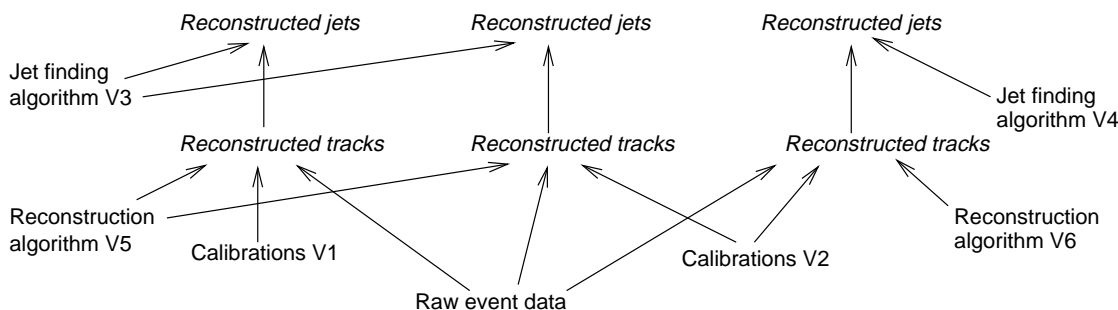 Reconstructed jets
Reconstructed jets
Reconstructed jets
Jet finding
algorithm V3
Jet finding
algorithm V4
Reconstructed tracks
Reconstructed tracks
Reconstructed tracks
Reconstruction
algorithm V5
Calibrations V1
Calibrations V2
Reconstruction
algorithm V6
Raw event data